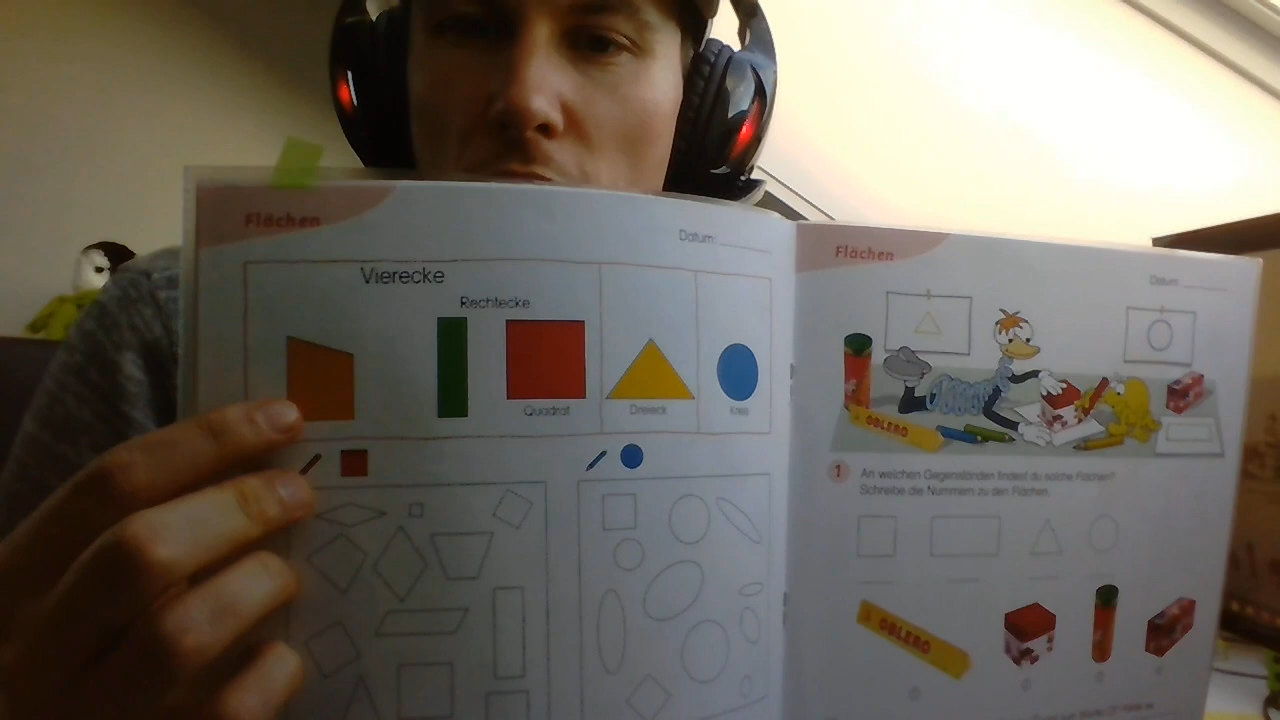 Flächen
Datum:
Vierecke
Rechtecke
Quadrat
Dreieck
Kreis
Flächen
Datum:
OBLERO
1 An welchen Gegenständen findest du solche Flächen?
Schreibe die Nummern zu den Flächen.
OBLERO